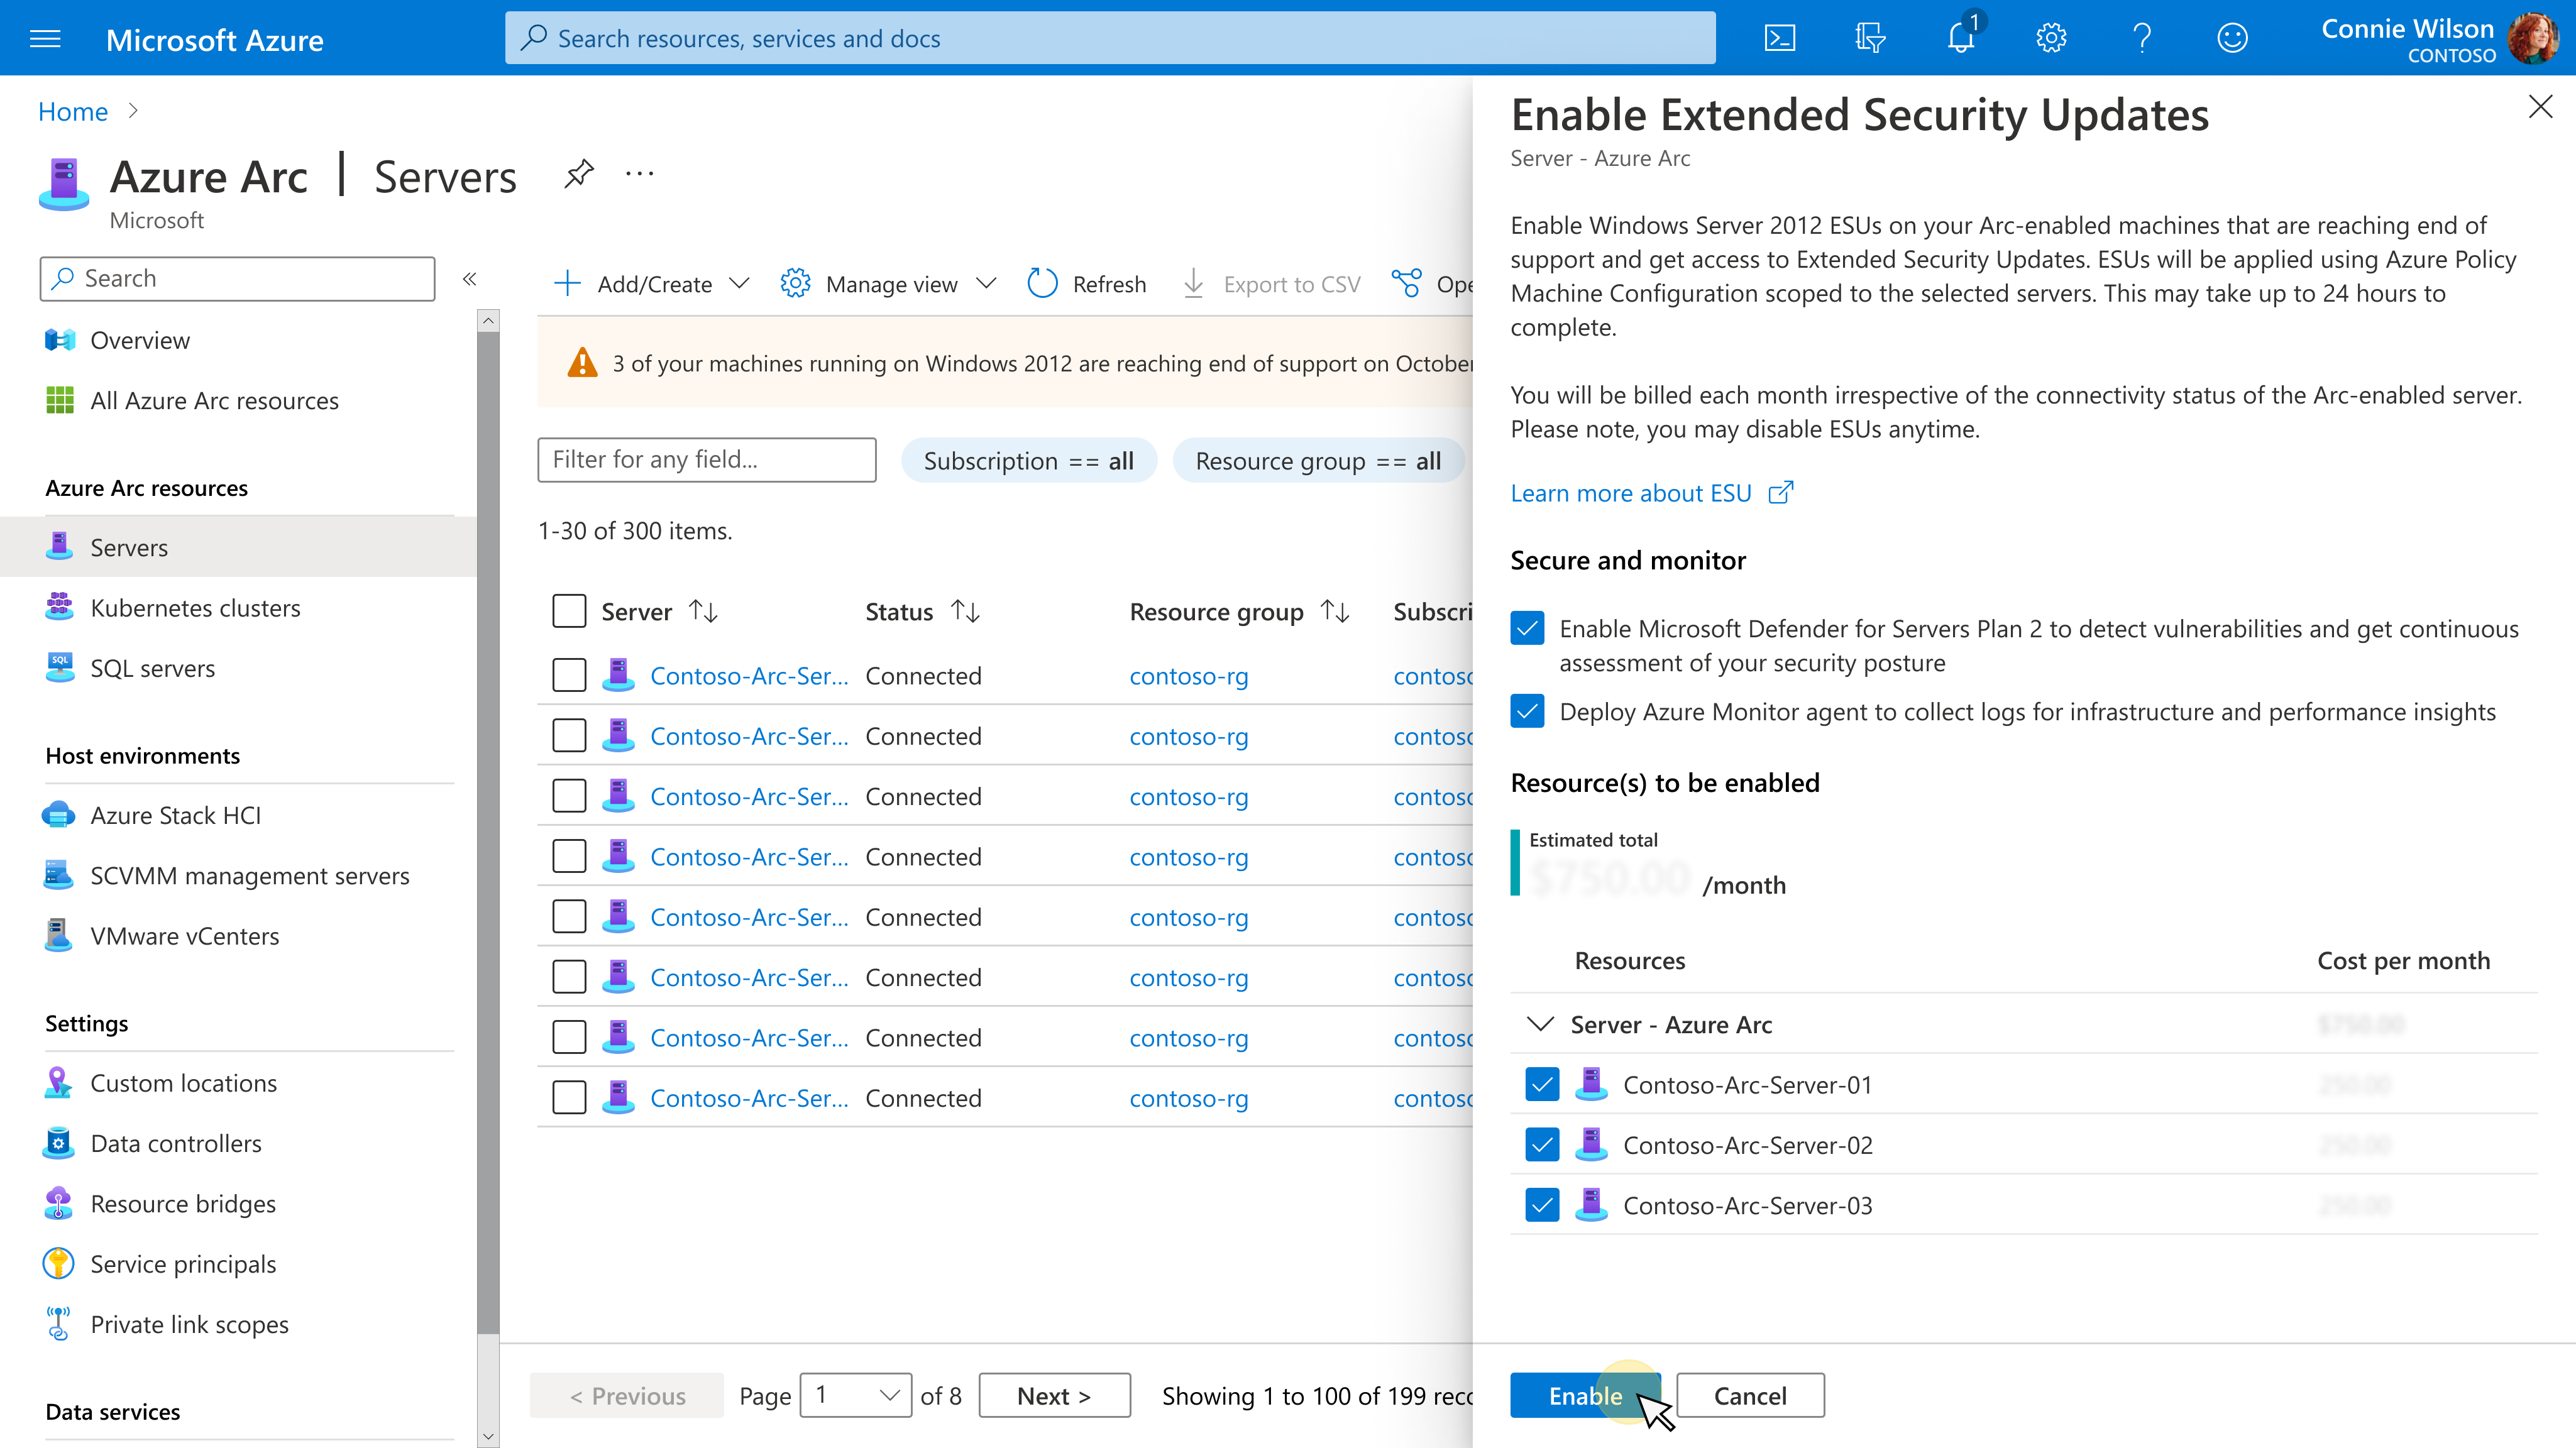 Microsoft Azure
Search resources, services and docs
1
Connie Wilson
CONTOSO
Home
Azure Arc | Servers
Microsoft
Search
Overview
All Azure Arc resources
Azure Arc resources
Servers
Kubernetes clusters
SQL servers
Host environments
Azure Stack HCI
SCVMM management servers
VMware vCenters
Settings
Custom locations
Data controllers
Resource bridges
Service principals
Private link scopes
Data services
Add/Create Manage view Refresh Export to CSV
3 of your machines running on Windows 2012 are reaching end of support on October
Filter for any field... Subscription == all Resource group == all
1-30 of 300 items.
Server Status Resource group Subscri
Contoso-Arc-Ser... Connected contoso-rg contoso
Contoso-Arc-Ser... Connected contoso-rg contoso
Contoso-Arc-Ser... Connected contoso-rg contoso
Contoso-Arc-Ser... Connected contoso-rg contoso
Contoso-Arc-Ser... Connected contoso-rg contoso
Contoso-Arc-Ser... Connected contoso-rg contoso
Contoso-Arc-Ser... Connected contoso-rg contoso
Contoso-Arc-Ser... Connected contoso-rg contoso
< Previous Page 1 of 8 Next > Showing 1 to 100 of 199
Enable Extended Security Updates
Server - Azure Arc
Enable Windows Server 2012 ESUs on your Arc-enabled machines that are reaching end of
support and get access to Extended Security Updates. ESUs will be applied using Azure Policy
Machine Configuration scoped to the selected servers. This may take up to 24 hours to
complete.
You will be billed each month irrespective of the connectivity status of the Arc-enabled server.
Please note, you may disable ESUs anytime.
Learn more about ESU
Secure and monitor
Enable Microsoft Defender for Servers Plan 2 to detect vulnerabilities and get continuous
assessment of your security posture
Deploy Azure Monitor agent to collect logs for infrastructure and performance insights
Resource(s) to be enabled
Estimated total
$750.00 /month
Resources Cost per month
Server - Azure Arc $750.00
Contoso-Arc-Server-01 250.00
Contoso-Arc-Server-02 250.00
Contoso-Arc-Server-03 250.00
Enable Cancel